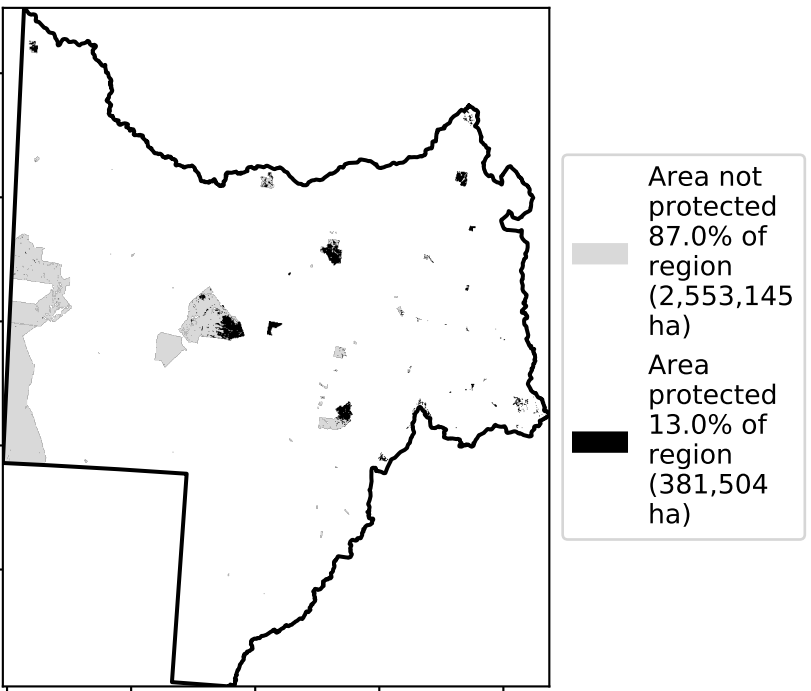 Area not
protected
87.0% of
region
(2,553,145
ha)
Area
protected
13.0% of
region
(381,504
ha)